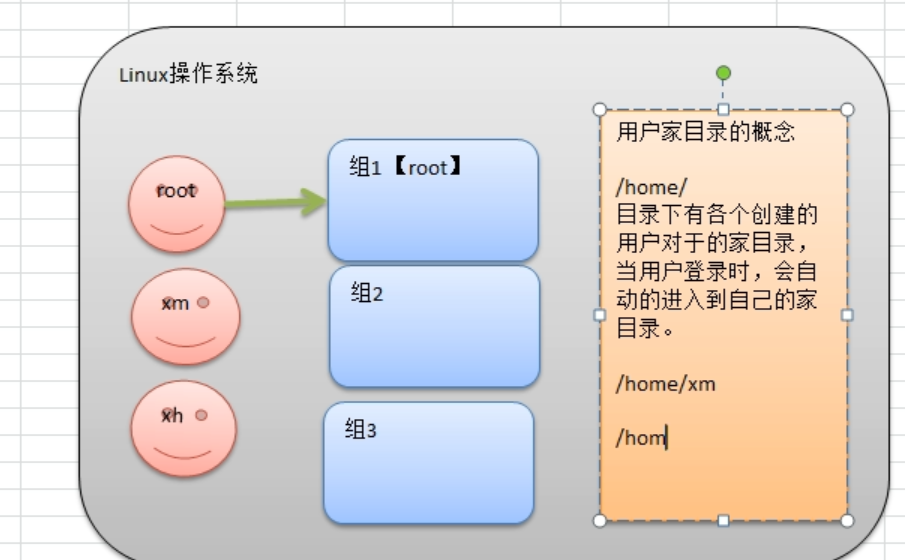 Linux操作系统
root
xm
xh
组1【root】
组2
组3
用户家目录的概念
/home/
目录下有各个创建的
用户对于的家目录，
当用户登录时，会自
动的进入到自己的家
目录。
/home/xm
/hom